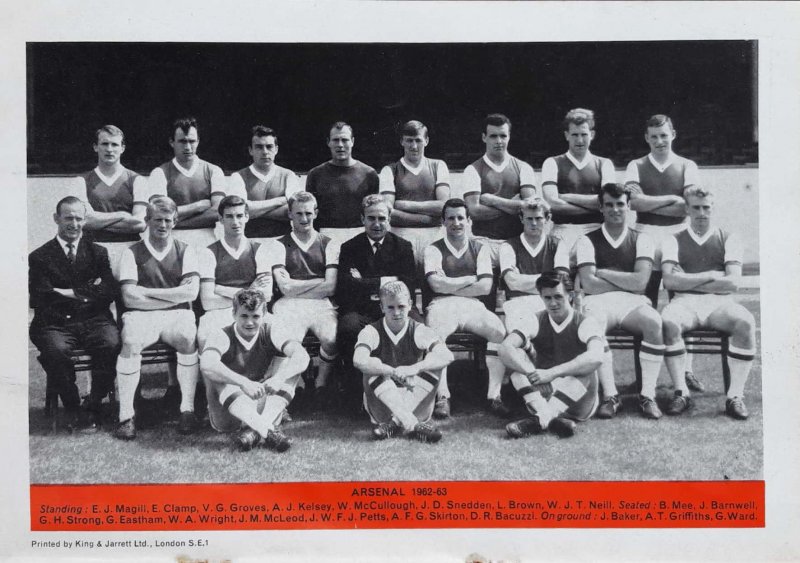 ARSENAL 1962-63
Standing : E. J. Magill, E. Clamp, V. G. Groves, A. J. Kelsey, W. McCullough, J. D. Snedden, L. Brown, W. J. T. Neill. Seated : B. Mee, J. Barnwell,
G. H. Strong, G. Eastham, W. A. Wright, J. M. McLeod, J. W. F. J. Petts, A. F. G. Skirton, D. R. Bacuzzi. On ground : J. Baker, A. T. Griffiths, G. Ward.
Printed by King & Jarrett Ltd., London S.E.1